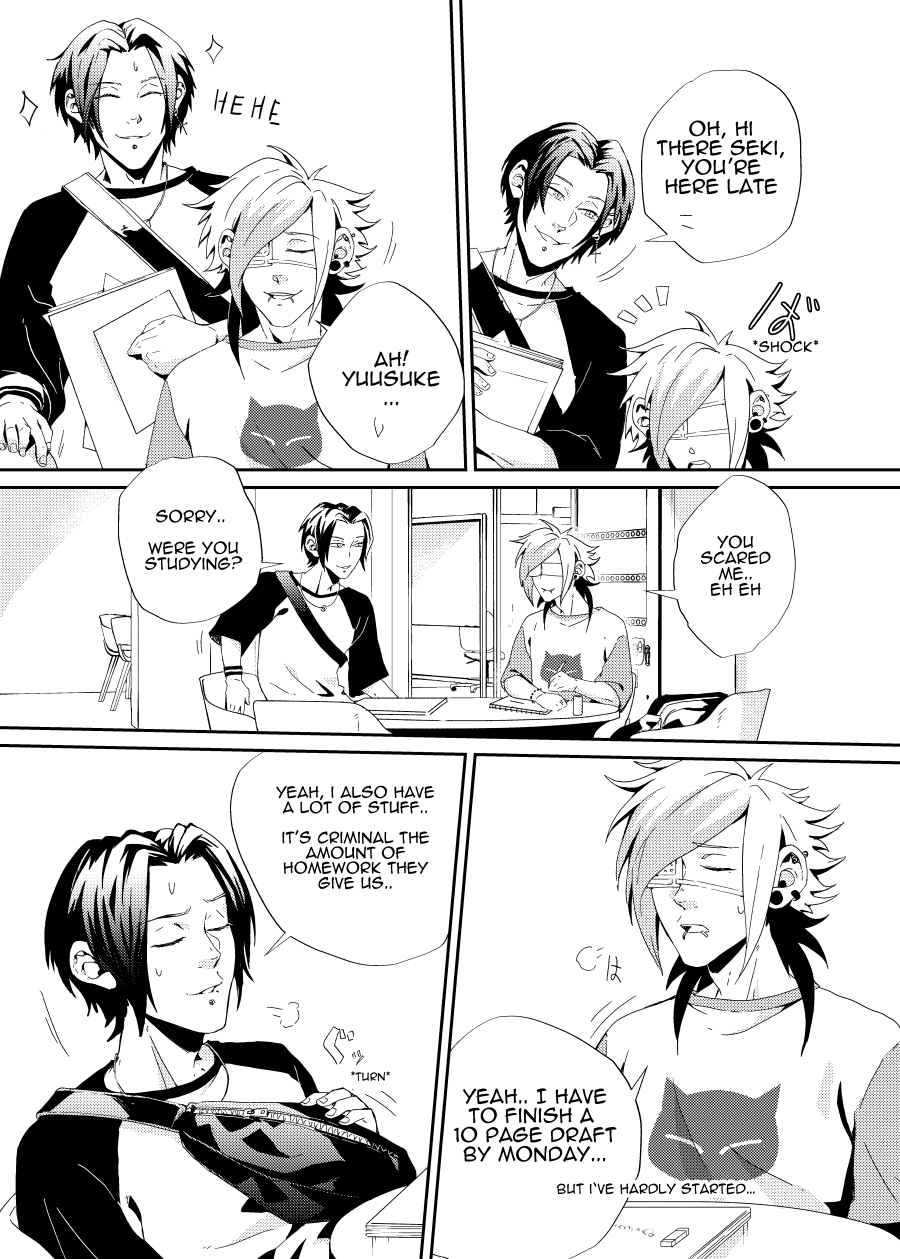 OH, HI
THERE SEKI,
YOU'RE
HERE LATE
ば"
*SHOCK*
HEHE
AH!
YUUSUKE
...
YOU
SCARED
ME..
EH EH
SORRY..
WERE YOU
STUDYING?
YEAH.. I HAVE
TO FINISH A
10 PAGE DRAFT
BY MONDAY...
BUT I'VE HARDLY STARTED...
YEAH, I ALSO HAVE
A LOT OF STUFF..
IT'S CRIMINAL THE
AMOUNT OF
HOMEWORK THEY
GIVE US..
*TURN*